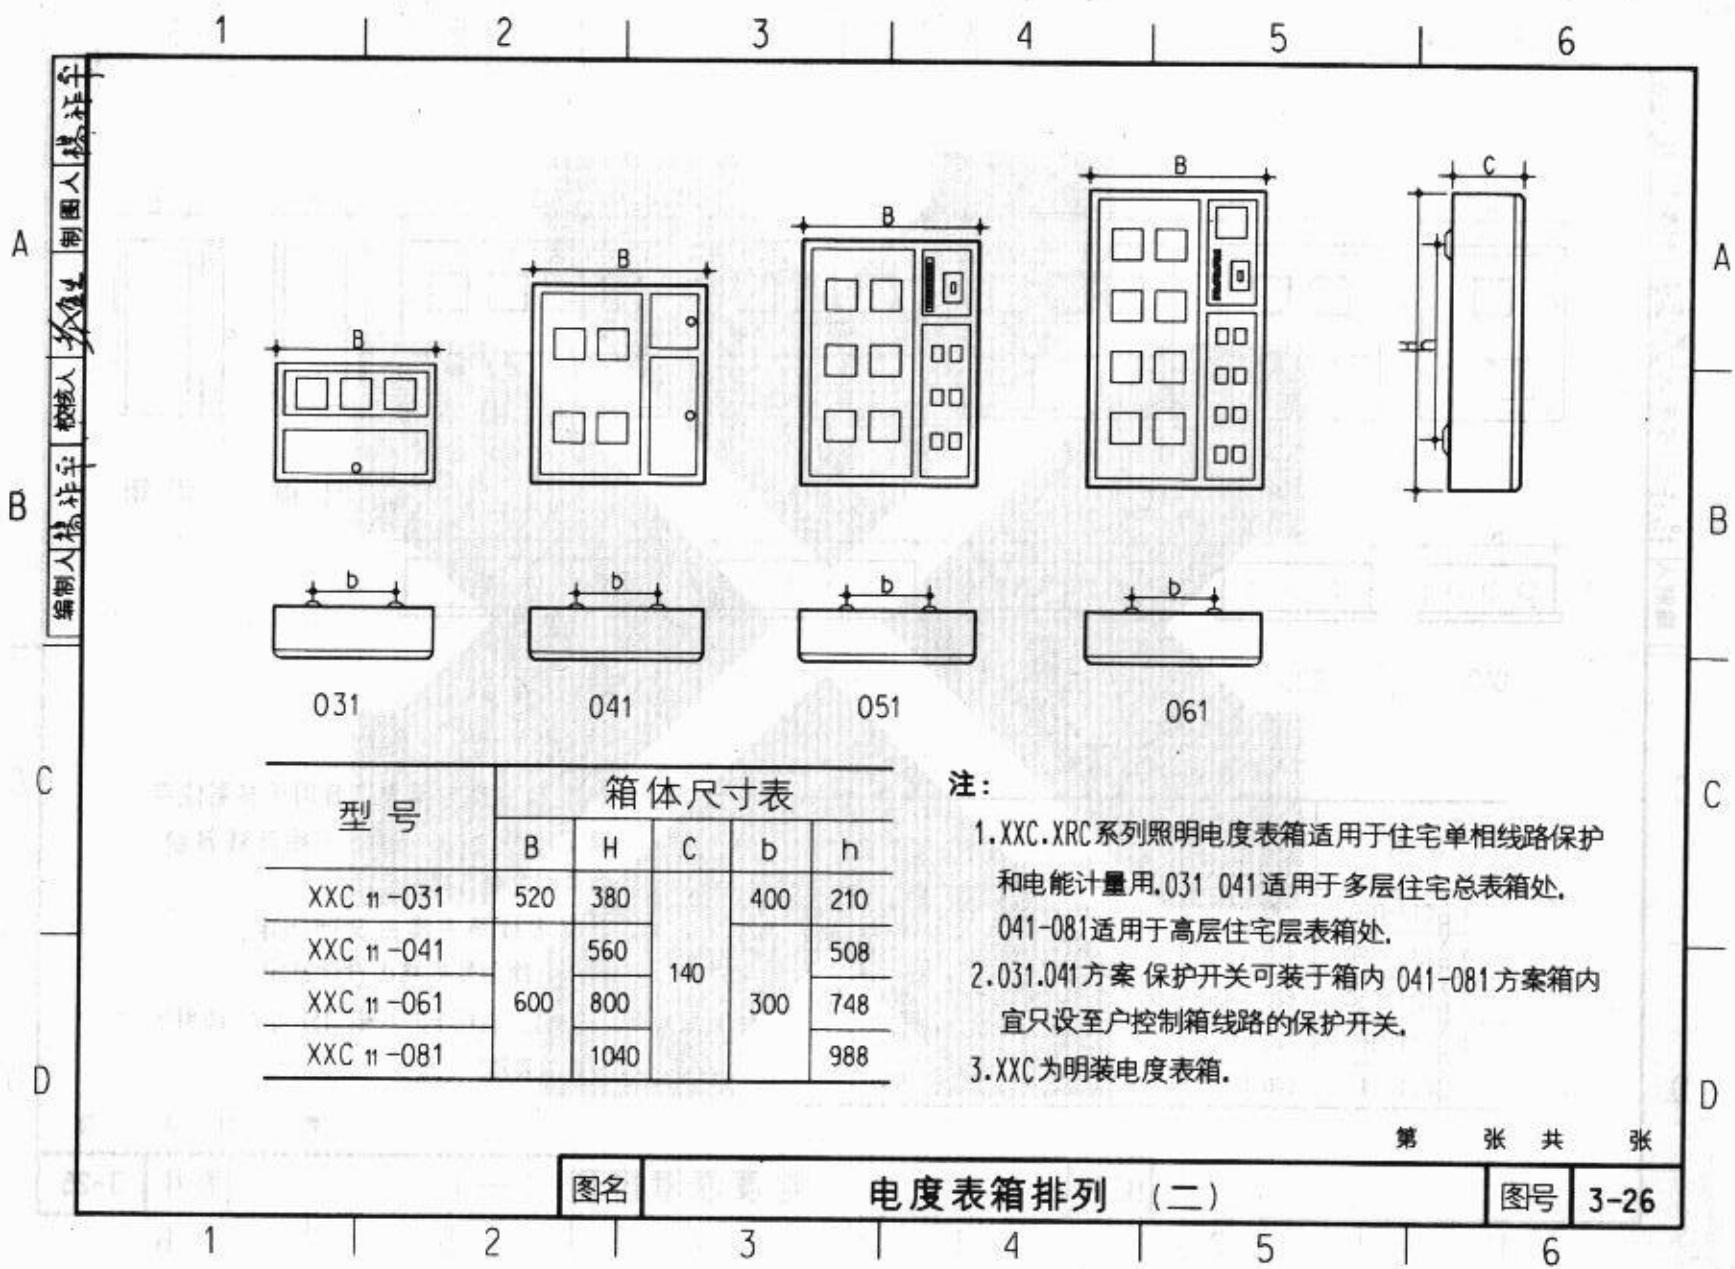 1 2 3 4 5 6
A
B
C
D
A
B
C
D
制图人
校核人
编制人
B
B
B
B
C
H
h
b
b
b
b
031 041 051 061
型号 箱体尺寸表
B H C b h
XXC 11-031 520 380 400 210
XXC 11-041 560 508
140
XXC 11-061 600 800 300 748
XXC 11-081 1040 988
注:
1.XXC.XRC系列照明电度表箱适用于住宅单相线路保护
和电能计量用.031 041适用于多层住宅总表箱处.
041-081适用于高层住宅层表箱处.
2.031.041方案 保护开关可装于箱内 041-081方案箱内
宜只设至户控制箱线路的保护开关.
3.XXC为明装电度表箱.
第 张 共 张
图名 电度表箱排列 (二) 图号 3-26
1 2 3 4 5 6